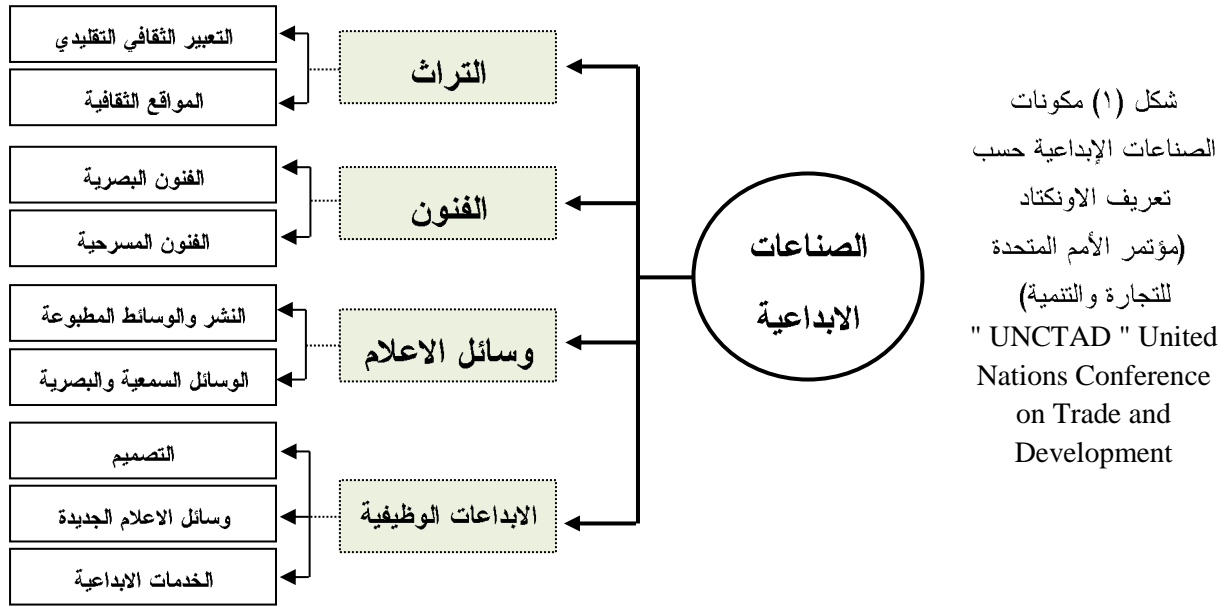 شكل (١) مكونات
الصناعات الإبداعية حسب
تعريف الاونكتاد
(مؤتمر الأمم المتحدة
للتجارة والتنمية)
" UNCTAD " United
Nations Conference
on Trade and
Development
الصناعات
الابداعية
التراث
التعبير الثقافي التقليدي
المواقع الثقافية
الفنون
الفنون البصرية
الفنون المسرحية
وسائل الاعلام
النشر والوسائط المطبوعة
الوسائل السمعية والبصرية
الابداعات الوظيفية
التصميم
وسائل الاعلام الجديدة
الخدمات الابداعية